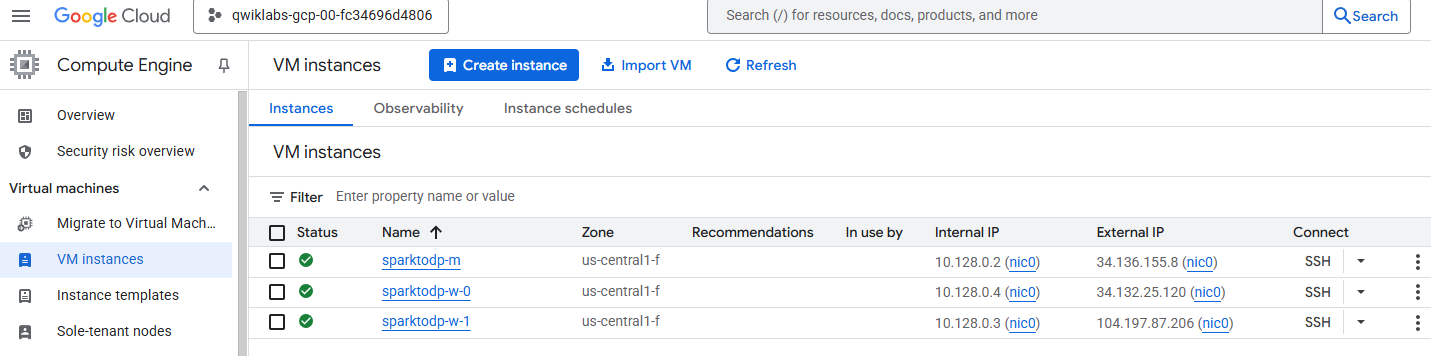 Google Cloud qwiklabs-gcp-00-fc34696d4806 Search (/) for resources, docs, products, and more Search
Compute Engine VM instances Create instance Import VM Refresh
Overview
Security risk overview
Virtual machines
Migrate to Virtual Mach...
VM instances
Instance templates
Sole-tenant nodes
Instances Observability Instance schedules
VM instances
Filter Enter property name or value
Status Name Zone Recommendations In use by Internal IP External IP Connect
sparktodp-m us-central1-f 10.128.0.2 (nic0) 34.136.155.8 (nic0) SSH
sparktodp-w-0 us-central1-f 10.128.0.4 (nic0) 34.132.25.120 (nic0) SSH
sparktodp-w-1 us-central1-f 10.128.0.3 (nic0) 104.197.87.206 (nic0) SSH